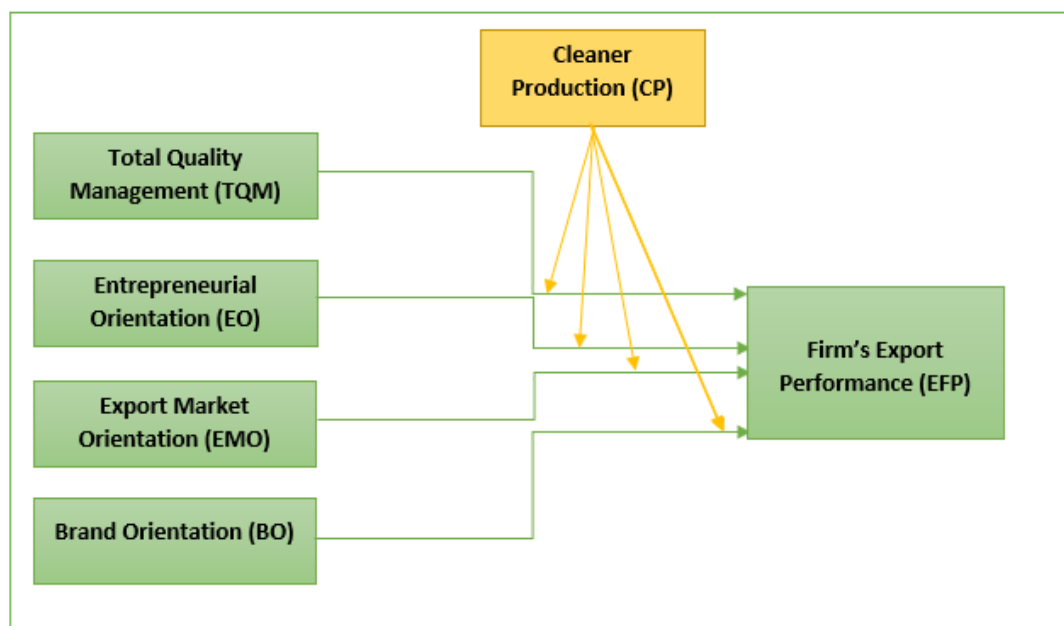 Cleaner
Production (CP)
Total Quality
Management (TQM)
Entrepreneurial
Orientation (EO)
Export Market
Orientation (EMO)
Brand Orientation (BO)
Firm’s Export
Performance (EFP)